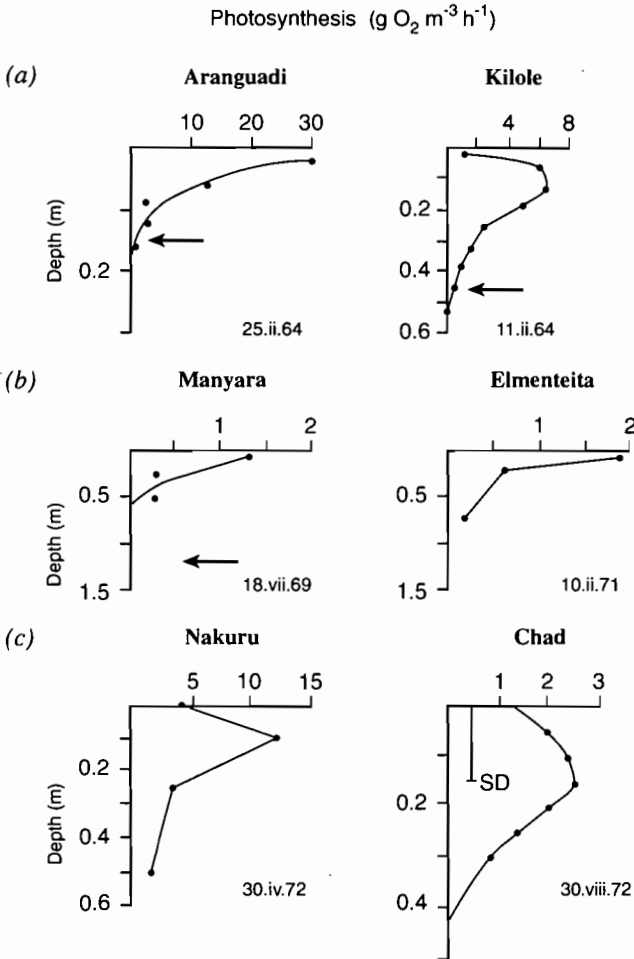 Photosynthesis (g O₂ m⁻³ h⁻¹)
(a)
Aranguadi
10 20 30
Depth (m)
0.2
25.ii.64
Kilole
4 8
0.2
0.4
0.6
11.ii.64
(b)
Manyara
1 2
Depth (m)
0.5
1.5
18.vii.69
Elmenteita
1 2
0.5
1.5
10.ii.71
(c)
Nakuru
5 10 15
Depth (m)
0.2
0.4
0.6
30.iv.72
Chad
1 2 3
SD
0.2
0.4
30.viii.72